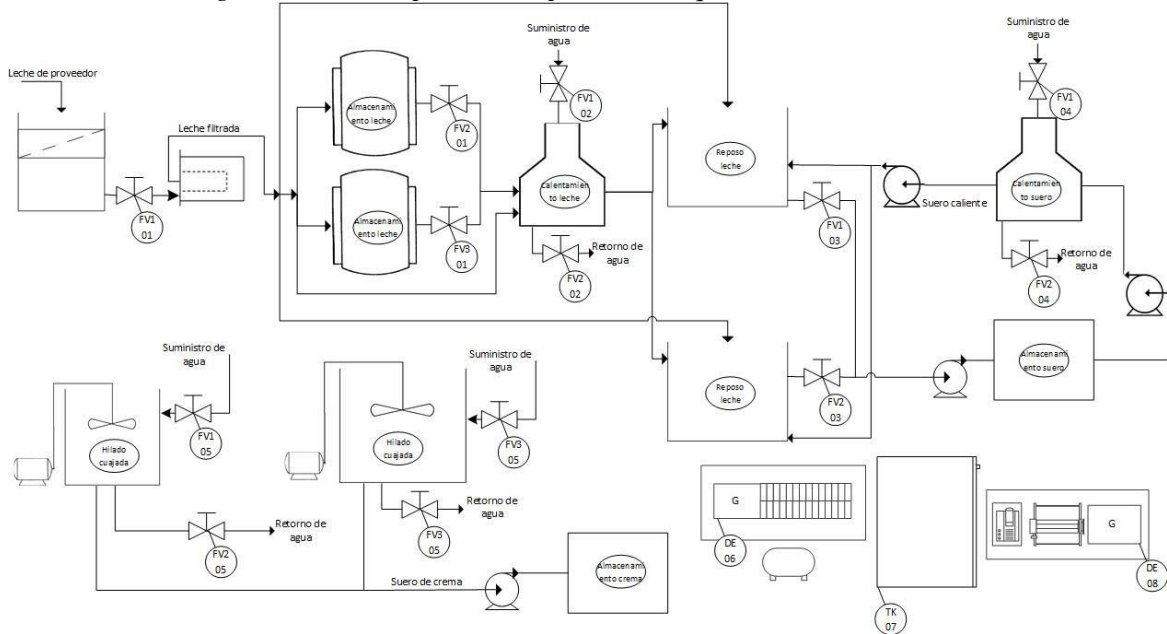 Leche de proveedor
FV1
01
Leche filtrada
Almacenami
ento leche
FV2
01
Almacenami
ento leche
FV3
01
Suministro de
agua
FV1
02
Calentamien
to leche
Retorno de
agua
FV2
02
Reposo
leche
FV1
03
Reposo
leche
FV2
03
Suero caliente
Suministro de
agua
FV1
04
Calentamien
to suero
Retorno de
agua
FV2
04
Almacenami
ento suero
Suministro de
agua
FV1
05
Hilado
cuajada
Retorno de
agua
FV2
05
Suministro de
agua
FV3
05
Hilado
cuajada
Retorno de
agua
FV3
05
Suero de crema
Almacenami
ento crema
G
DE
06
TK
07
G
DE
08